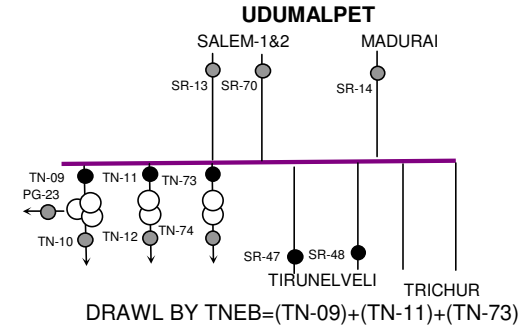 UDUMALPET
SALEM-1&2 MADURAI
SR-13 SR-70 SR-14
TN-09 TN-11 TN-73
PG-23
TN-10 TN-12 TN-74
SR-47 SR-48
TIRUNELVELI
TRICHUR
DRAWL BY TNEB=(TN-09)+(TN-11)+(TN-73)